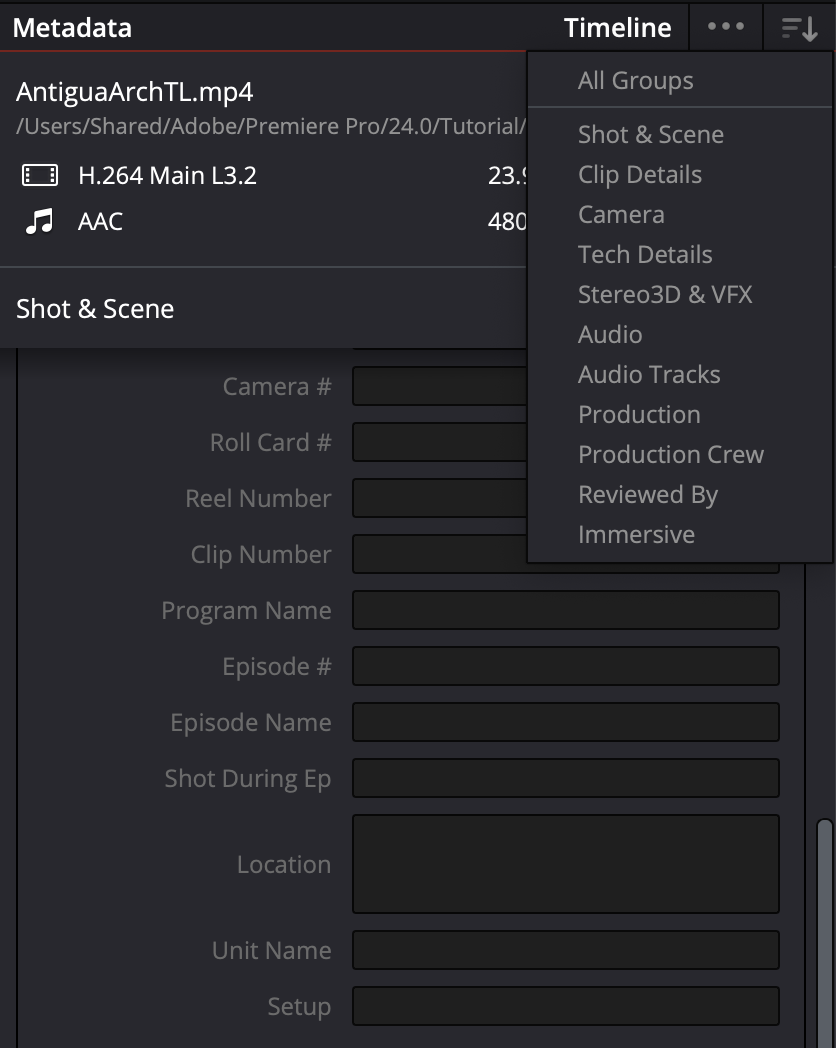 Metadata
Timeline
AntiguaArchTL.mp4
/Users/Shared/Adobe/Premiere Pro/24.0/Tutorial/
H.264 Main L3.2
AAC
480
Shot & Scene
Camera #
Roll Card #
Reel Number
Clip Number
Program Name
Episode #
Episode Name
Shot During Ep
Location
Unit Name
Setup
All Groups
Shot & Scene
Clip Details
Camera
Tech Details
Stereo3D & VFX
Audio
Audio Tracks
Production
Production Crew
Reviewed By
Immersive